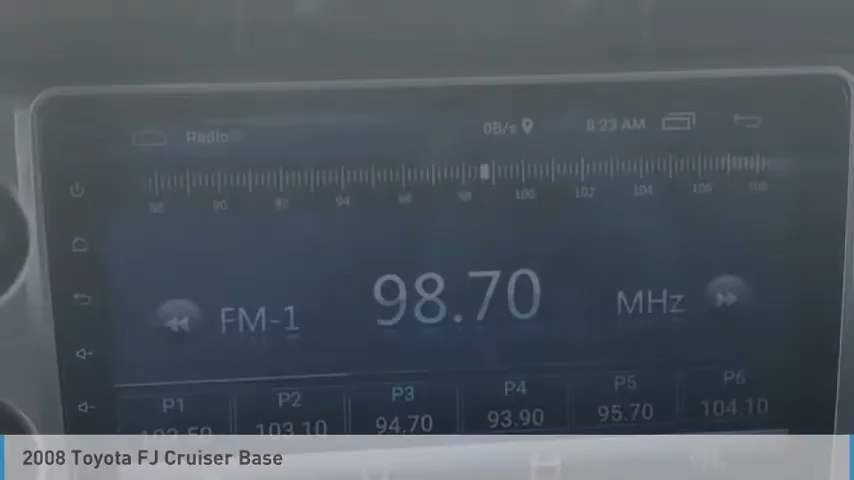 Radio 0B/s 8:23 AM
90 92 94 96 98 100 102 104 106 108
FM-1 98.70 MHz
P1 P2 P3 P4 P5 P6
102.50 103.10 94.70 93.90 95.70 104.10
2008 Toyota FJ Cruiser Base